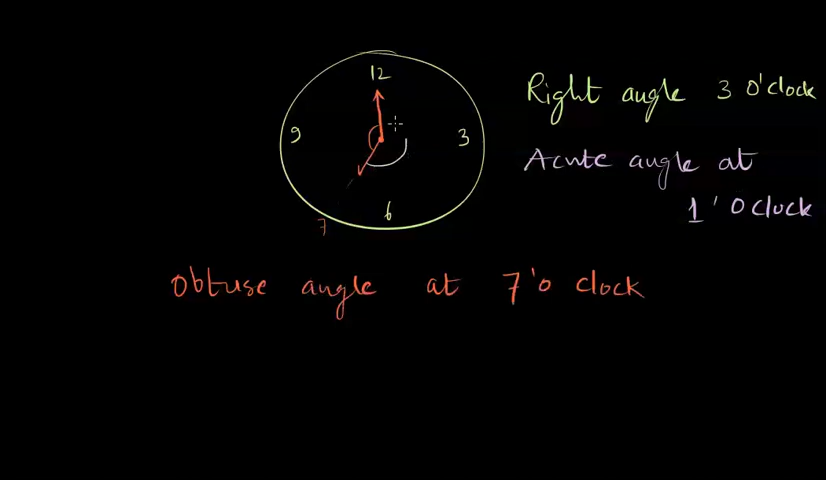 12
9
3
6
7
Right angle 3 O'clock
Acute angle at
1 'O clock
Obtuse angle at 7'o clock